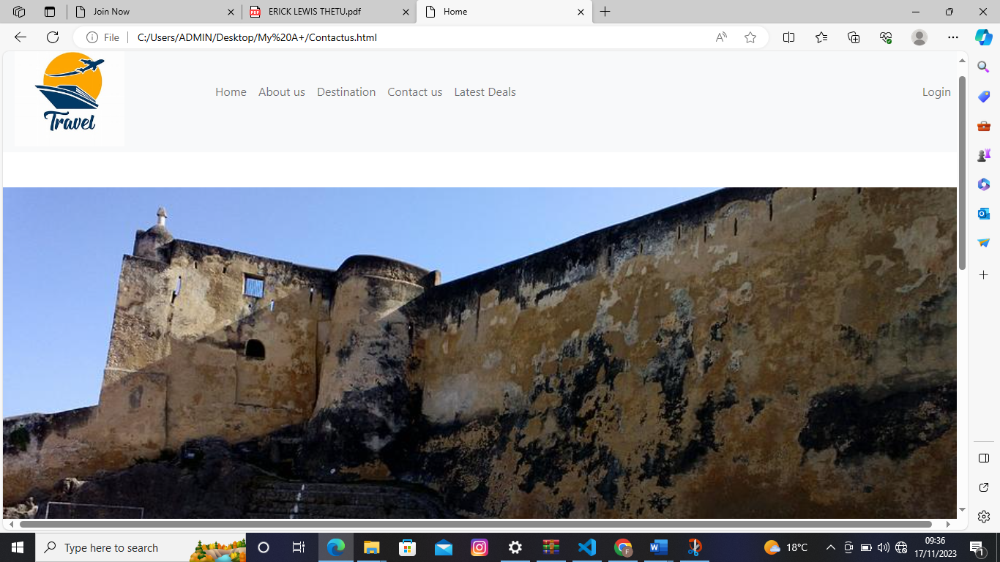 Join Now
ERICK LEWIS THETU.pdf
Home
File
C:/Users/ADMIN/Desktop/My%20A+/Contactus.html
Travel
Home About us Destination Contact us Latest Deals Login
Type here to search
18°C
09:36
17/11/2023
1